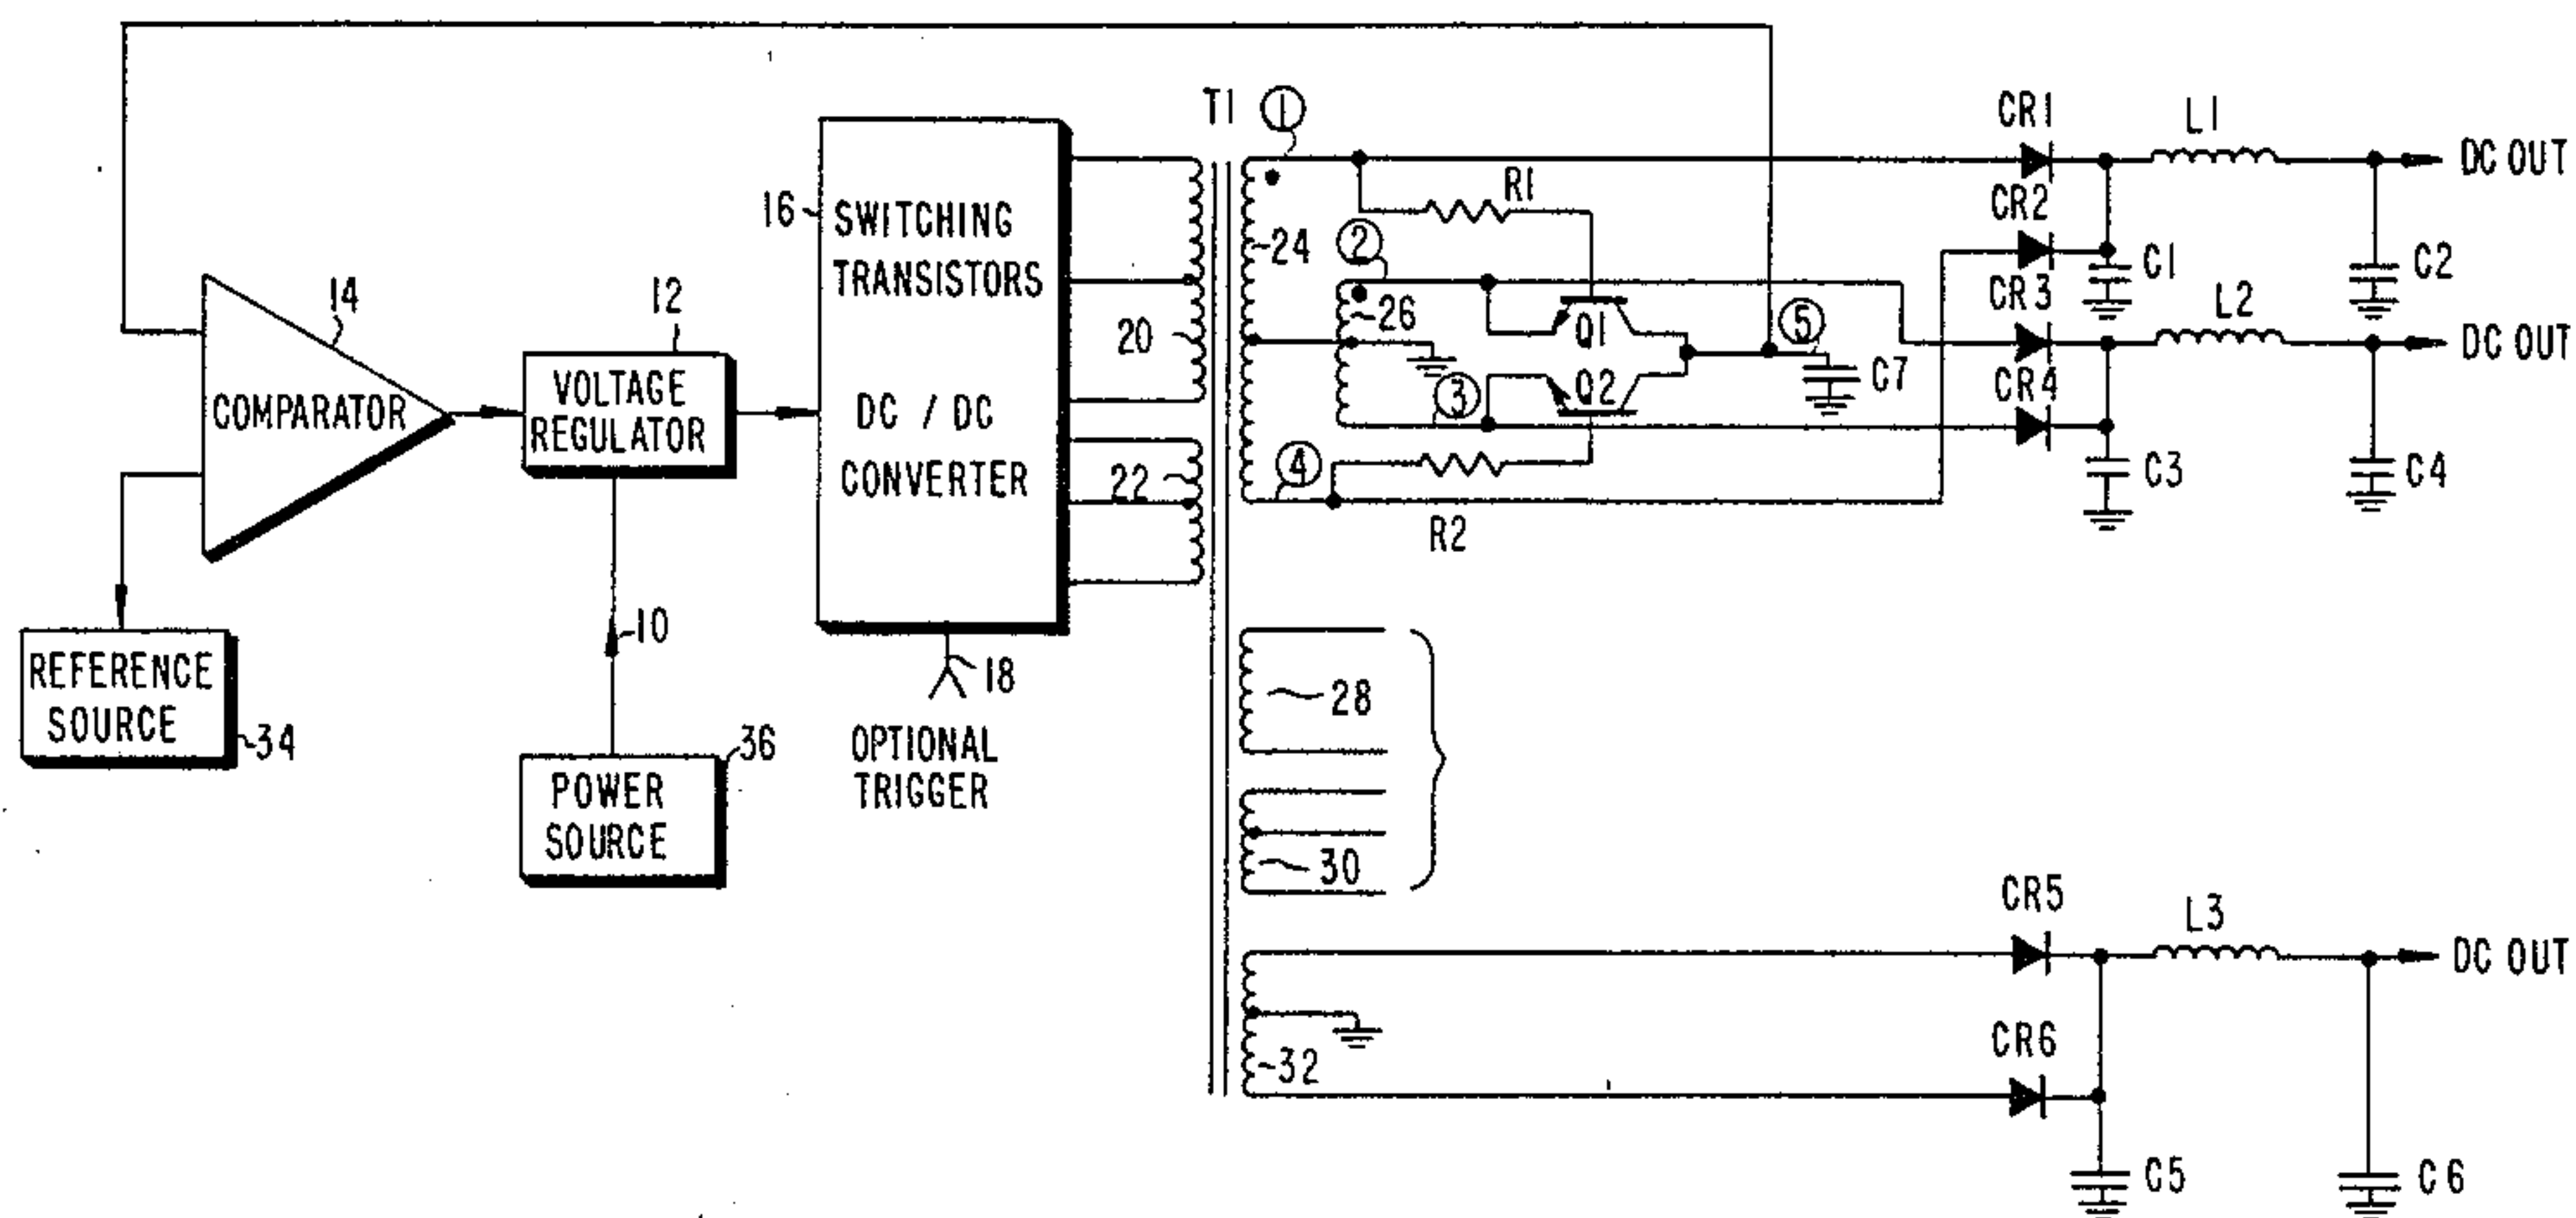 T1 ①
CR1
L1
DC OUT
R1
CR2
16
SWITCHING
TRANSISTORS
DC / DC
CONVERTER
24
②
C1
C2
14
12
CR3
L2
26
Q1
⑤
20
DC OUT
COMPARATOR
VOLTAGE
REGULATOR
③
Q2
C7
CR4
④
22
C3
C4
R2
10
18
REFERENCE
SOURCE
34
28
OPTIONAL
TRIGGER
36
POWER
SOURCE
30
CR5
L3
DC OUT
CR6
32
C5
C6